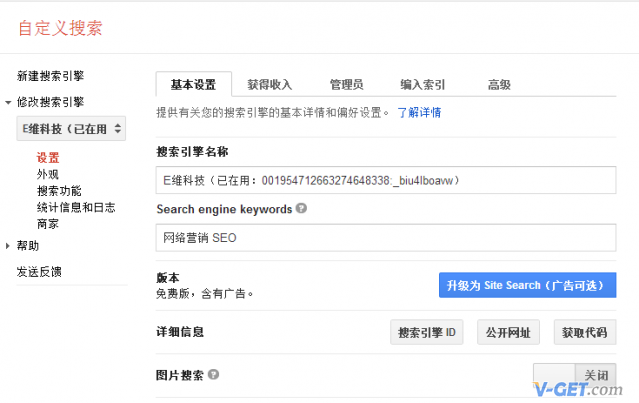 自定义搜索
新建搜索引擎
修改搜索引擎
E维科技（已在用
设置
外观
搜索功能
统计信息和日志
商家
帮助
发送反馈
基本设置 获得收入 管理员 编入索引 高级
提供有关您的搜索引擎的基本详情和偏好设置。 了解详情
搜索引擎名称
E维科技（已在用：001954712663274648338:_biu4lboavw）
Search engine keywords
网络营销 SEO
版本
免费版，含有广告。
升级为 Site Search（广告可选）
详细信息 搜索引擎 ID 公开网址 获取代码
图片搜索 关闭
V-GET.com